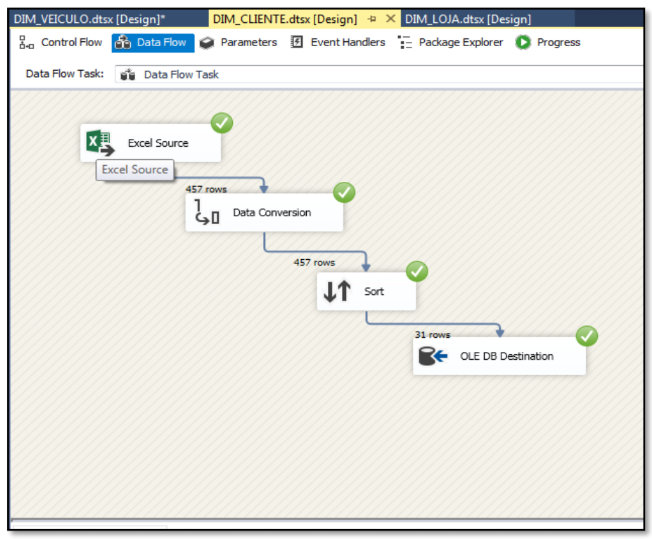 DIM_VEICULO.dtsx [Design]* DIM_CLIENTE.dtsx [Design] DIM_LOJA.dtsx [Design]
Control Flow Data Flow Parameters Event Handlers Package Explorer Progress
Data Flow Task: Data Flow Task
Excel Source
Excel Source
457 rows
Data Conversion
457 rows
Sort
31 rows
OLE DB Destination